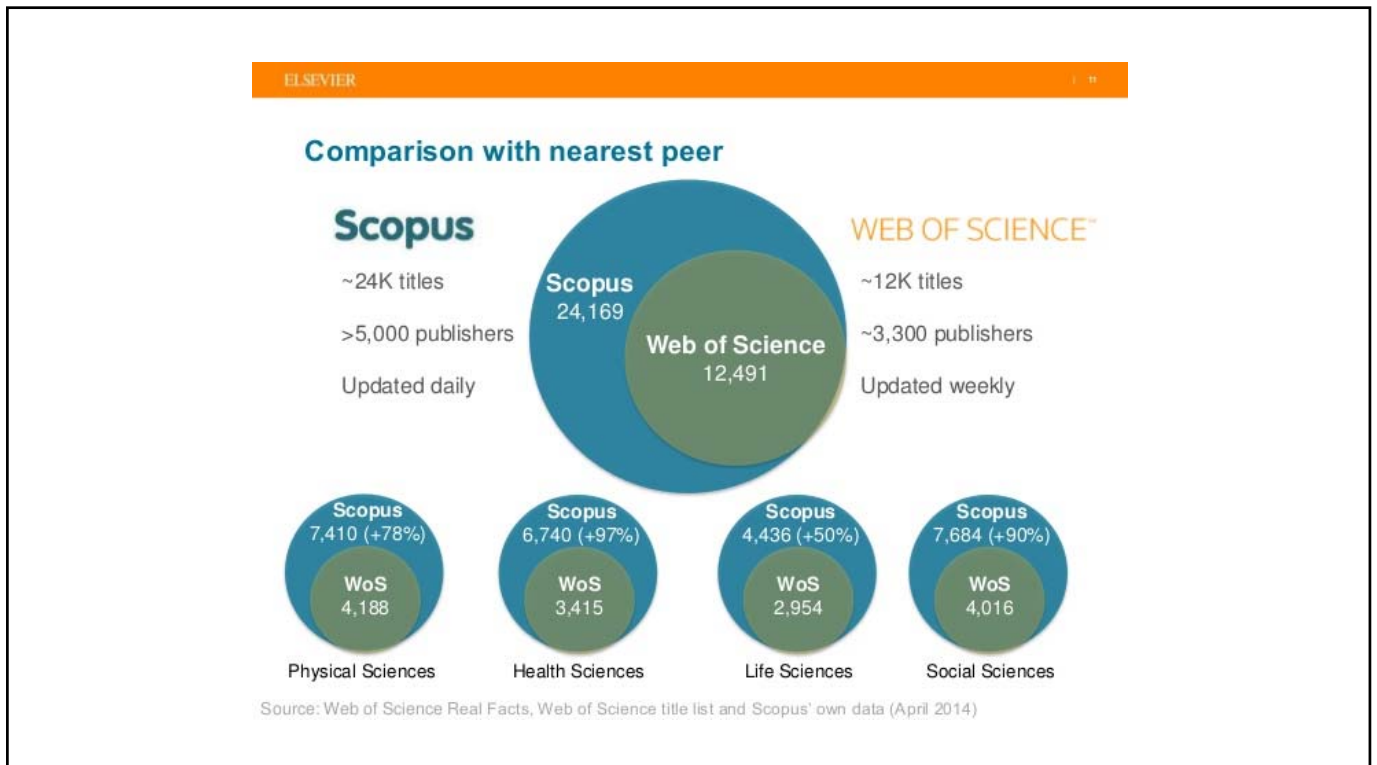 ELSEVIER
| 11
Comparison with nearest peer
Scopus
~24K titles
>5,000 publishers
Updated daily
Scopus
24,169
Web of Science
12,491
WEB OF SCIENCE™
~12K titles
~3,300 publishers
Updated weekly
Scopus
7,410 (+78%)
WoS
4,188
Physical Sciences
Scopus
6,740 (+97%)
WoS
3,415
Health Sciences
Scopus
4,436 (+50%)
WoS
2,954
Life Sciences
Scopus
7,684 (+90%)
WoS
4,016
Social Sciences
Source: Web of Science Real Facts, Web of Science title list and Scopus' own data (April 2014)